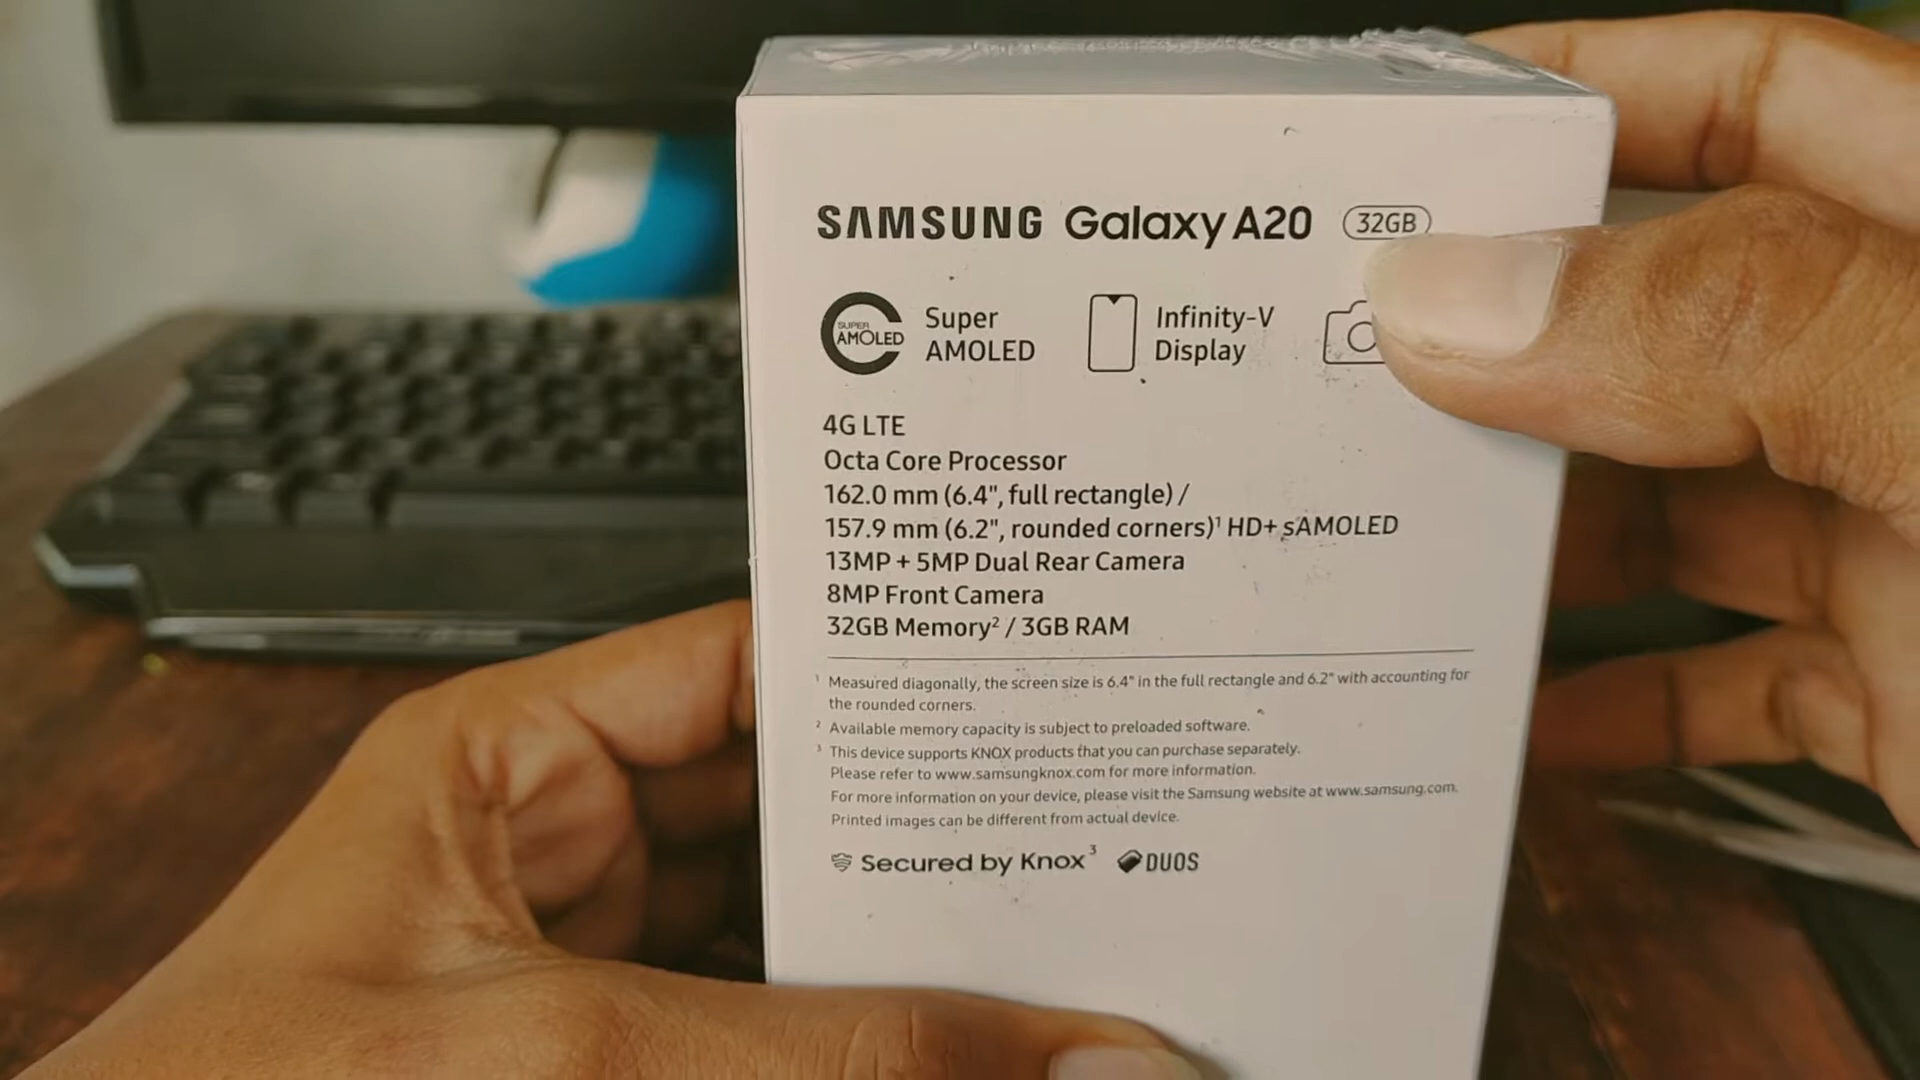 SAMSUNG Galaxy A20 32GB
SUPER AMOLED
Super AMOLED
Infinity-V Display
4G LTE
Octa Core Processor
162.0 mm (6.4", full rectangle) /
157.9 mm (6.2", rounded corners)¹ HD+ sAMOLED
13MP + 5MP Dual Rear Camera
8MP Front Camera
32GB Memory² / 3GB RAM
¹ Measured diagonally, the screen size is 6.4" in the full rectangle and 6.2" with accounting for
the rounded corners.
² Available memory capacity is subject to preloaded software.
³ This device supports KNOX products that you can purchase separately.
Please refer to www.samsungknox.com for more information.
For more information on your device, please visit the Samsung website at www.samsung.com.
Printed images can be different from actual device.
Secured by Knox³ DUOS